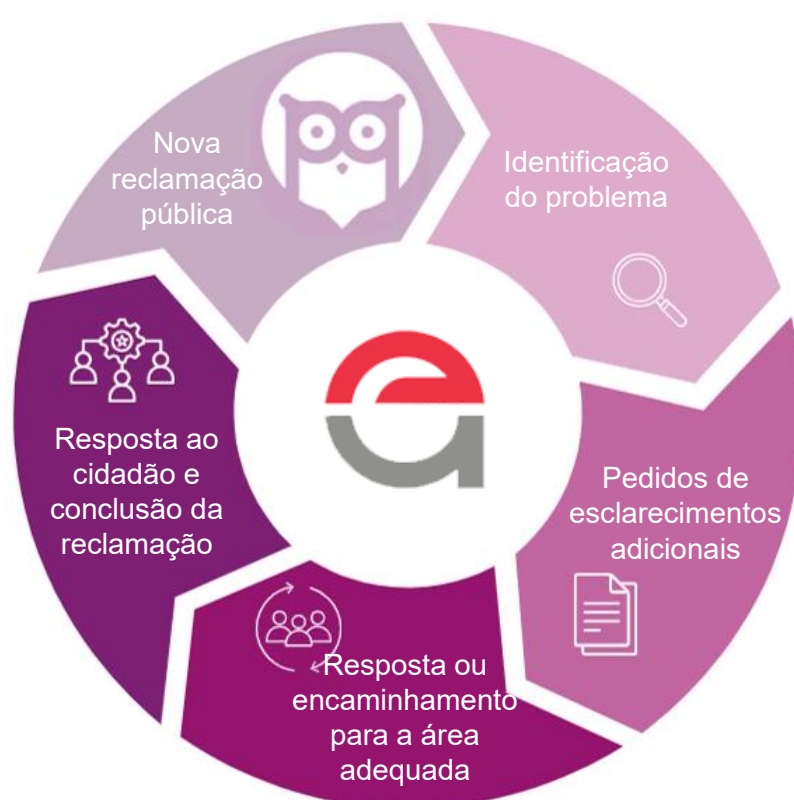 Nova
reclamação
pública
Identificação
do problema
Pedidos de
esclarecimentos
adicionais
Resposta ou
encaminhamento
para a área
adequada
Resposta ao
cidadão e
conclusão da
reclamação